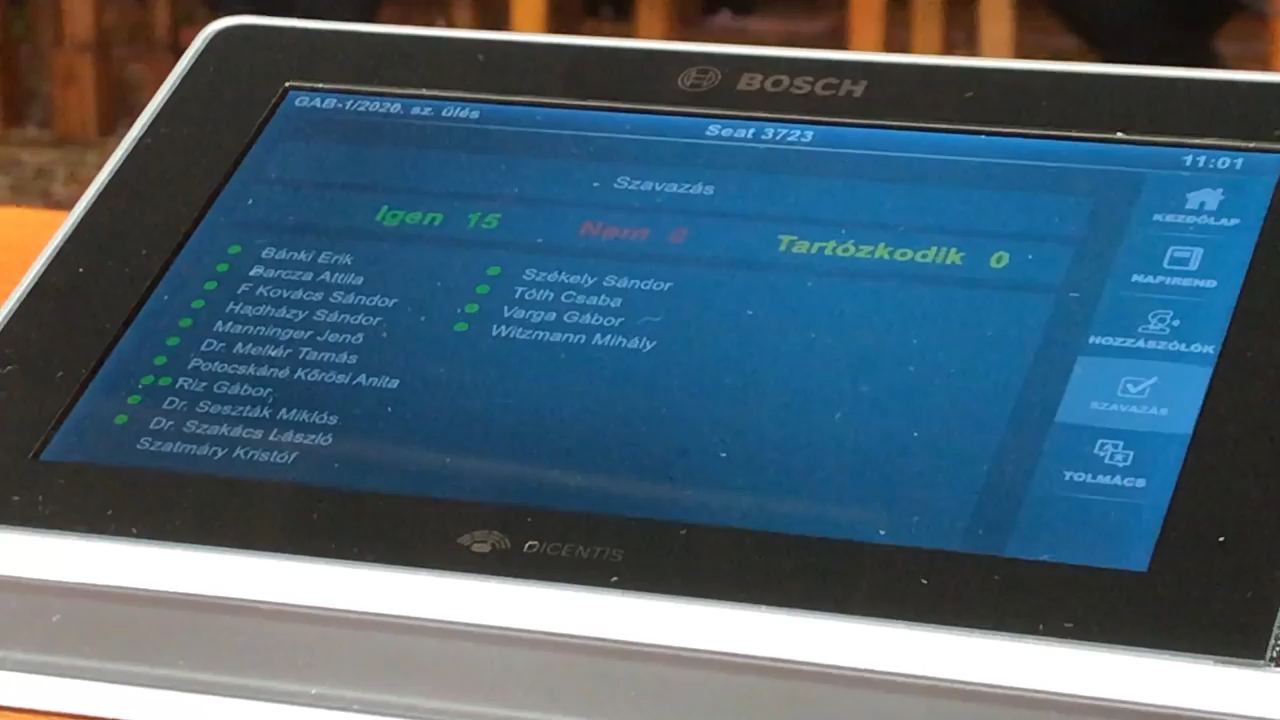 BOSCH
GAB-1/2020. sz. ülés
Seat 3723
11:01
Szavazás
Igen 15
Nem 0
Tartózkodik 0
Bánki Erik
Barcza Attila
F Kovács Sándor
Hadházy Sándor
Manninger Jenő
Dr. Mellár Tamás
Potocskáné Kőrösi Anita
Riz Gábor
Dr. Seszták Miklós
Dr. Szakács László
Szatmáry Kristóf
Székely Sándor
Tóth Csaba
Varga Gábor
Witzmann Mihály
KEZDŐLAP
NAPIREND
HOZZÁSZÓLÓK
SZAVAZÁS
TOLMÁCS
DICENTIS